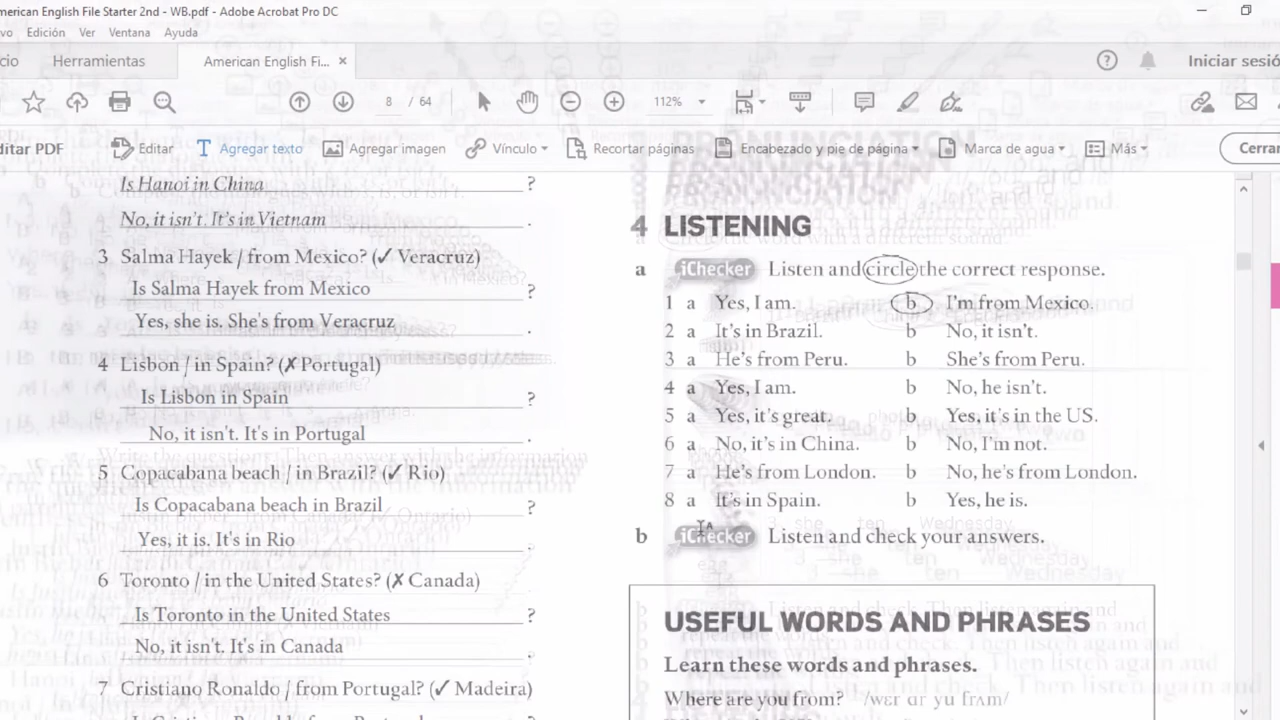 merican English File Starter 2nd - WB.pdf - Adobe Acrobat Pro DC
vo Edición Ver Ventana Ayuda
cio Herramientas American English Fi... × Iniciar sesió
8 / 64 112%
ditar PDF Editar Agregar texto Agregar imagen Vínculo Recortar páginas Encabezado y pie de página Marca de agua Más Cerrar
Is Hanoi in China ?
No, it isn't. It's in Vietnam .
3 Salma Hayek / from Mexico? (✓ Veracruz)
Is Salma Hayek from Mexico ?
Yes, she is. She's from Veracruz .
4 Lisbon / in Spain? (✗ Portugal)
Is Lisbon in Spain ?
No, it isn't. It's in Portugal .
5 Copacabana beach / in Brazil? (✓ Rio)
Is Copacabana beach in Brazil ?
Yes, it is. It's in Rio .
6 Toronto / in the United States? (✗ Canada)
Is Toronto in the United States ?
No, it isn't. It's in Canada .
7 Cristiano Ronaldo / from Portugal? (✓ Madeira)
4 LISTENING
a iChecker Listen and circle the correct response.
1 a Yes, I am. b I'm from Mexico.
2 a It's in Brazil. b No, it isn't.
3 a He's from Peru. b She's from Peru.
4 a Yes, I am. b No, he isn't.
5 a Yes, it's great. b Yes, it's in the US.
6 a No, it's in China. b No, I'm not.
7 a He's from London. b No, he's from London.
8 a It's in Spain. b Yes, he is.
b iChecker Listen and check your answers.
USEFUL WORDS AND PHRASES
Learn these words and phrases.
Where are you from? /wɛr ɑr yu frʌm/